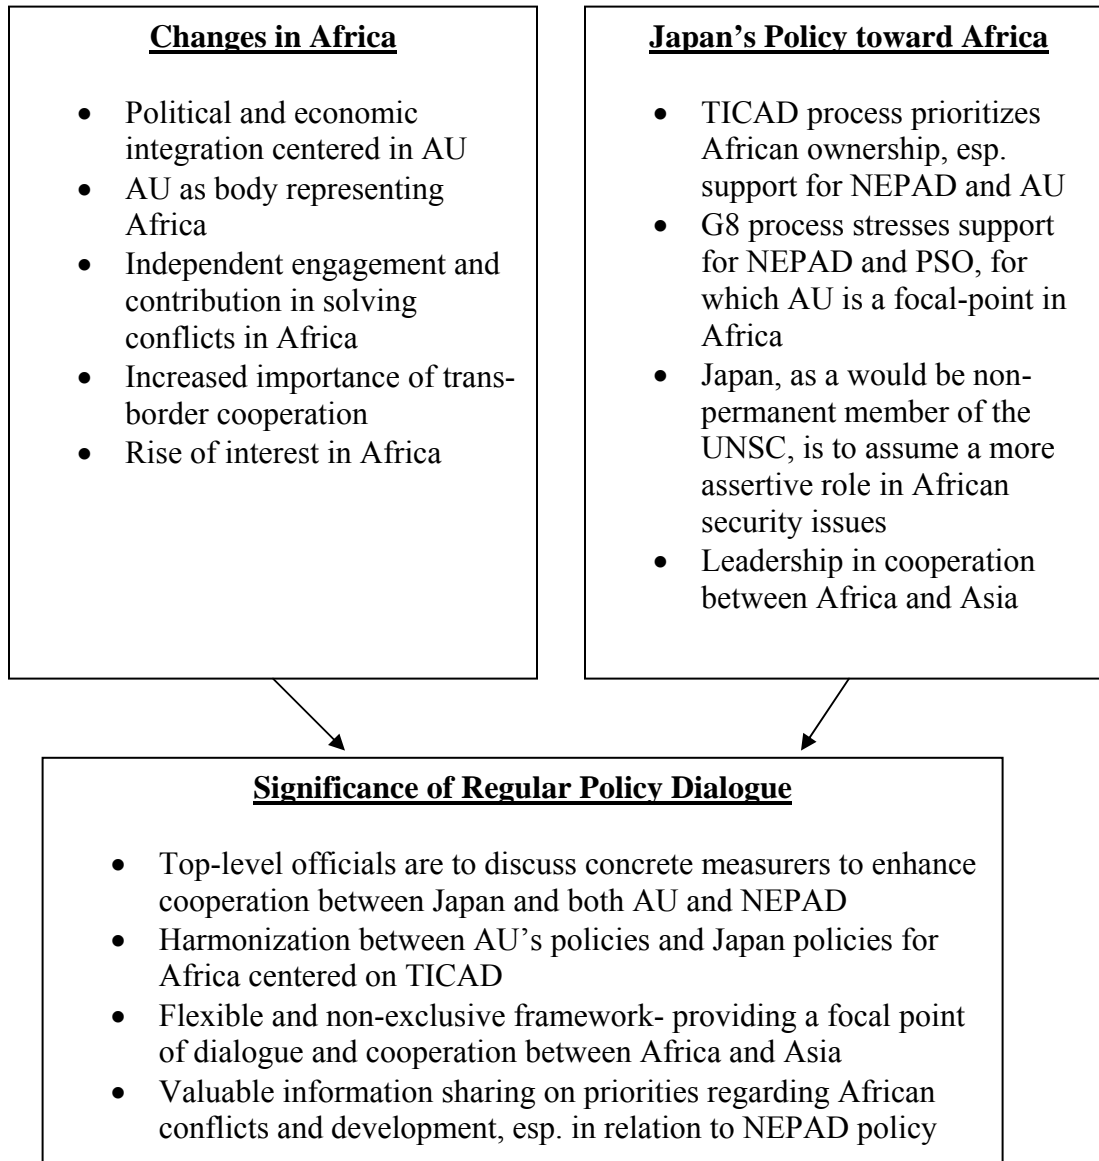 Changes in Africa
• Political and economic
integration centered in AU
• AU as body representing
Africa
• Independent engagement and
contribution in solving
conflicts in Africa
• Increased importance of trans-
border cooperation
• Rise of interest in Africa
Japan's Policy toward Africa
• TICAD process prioritizes
African ownership, esp.
support for NEPAD and AU
• G8 process stresses support
for NEPAD and PSO, for
which AU is a focal-point in
Africa
• Japan, as a would be non-
permanent member of the
UNSC, is to assume a more
assertive role in African
security issues
• Leadership in cooperation
between Africa and Asia
Significance of Regular Policy Dialogue
• Top-level officials are to discuss concrete measurers to enhance
cooperation between Japan and both AU and NEPAD
• Harmonization between AU's policies and Japan policies for
Africa centered on TICAD
• Flexible and non-exclusive framework- providing a focal point
of dialogue and cooperation between Africa and Asia
• Valuable information sharing on priorities regarding African
conflicts and development, esp. in relation to NEPAD policy